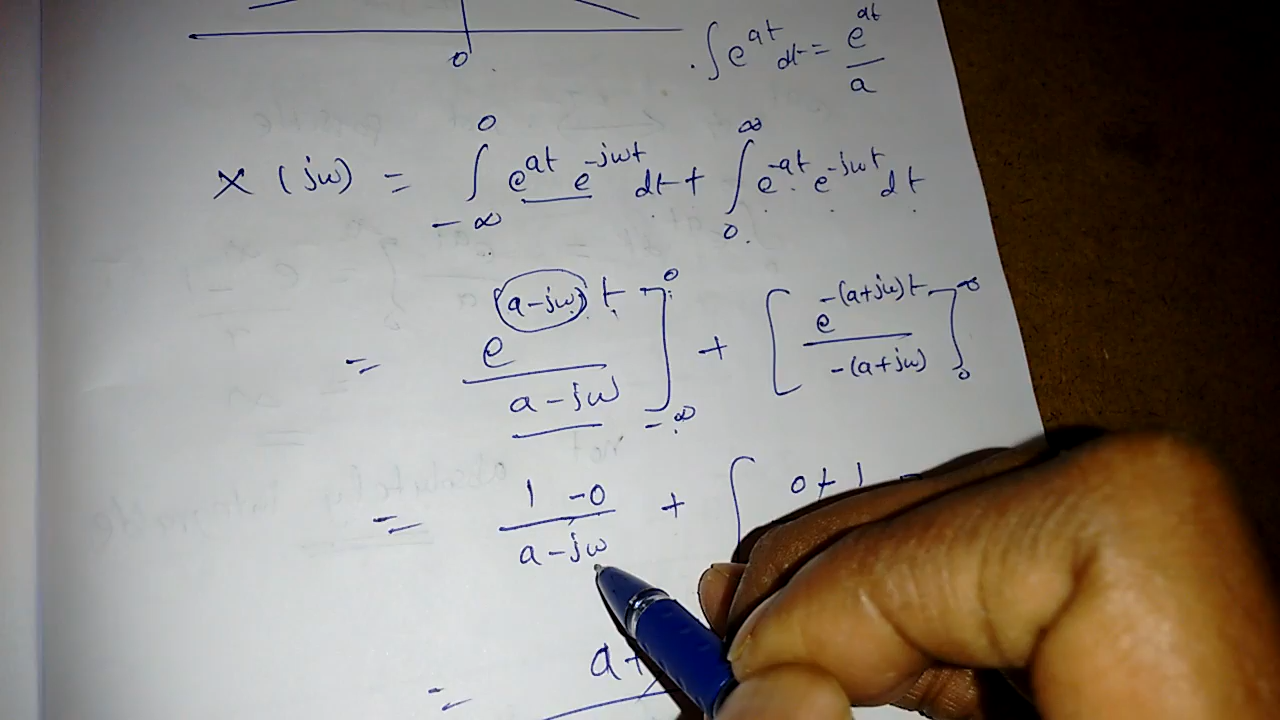 0
∫ e^{at} dt = e^{at} / a
X (jω) = ∫_{-∞}^{0} e^{at} e^{-jωt} dt + ∫_{0}^{∞} e^{-at} e^{-jωt} dt
= e^{(a-jω)t} / (a-jω) ]_{-∞}^{0} + [ e^{-(a+jω)t} / -(a+jω) ]_{0}^{∞}
= (1 - 0) / (a-jω) + [ 0+1
= a+